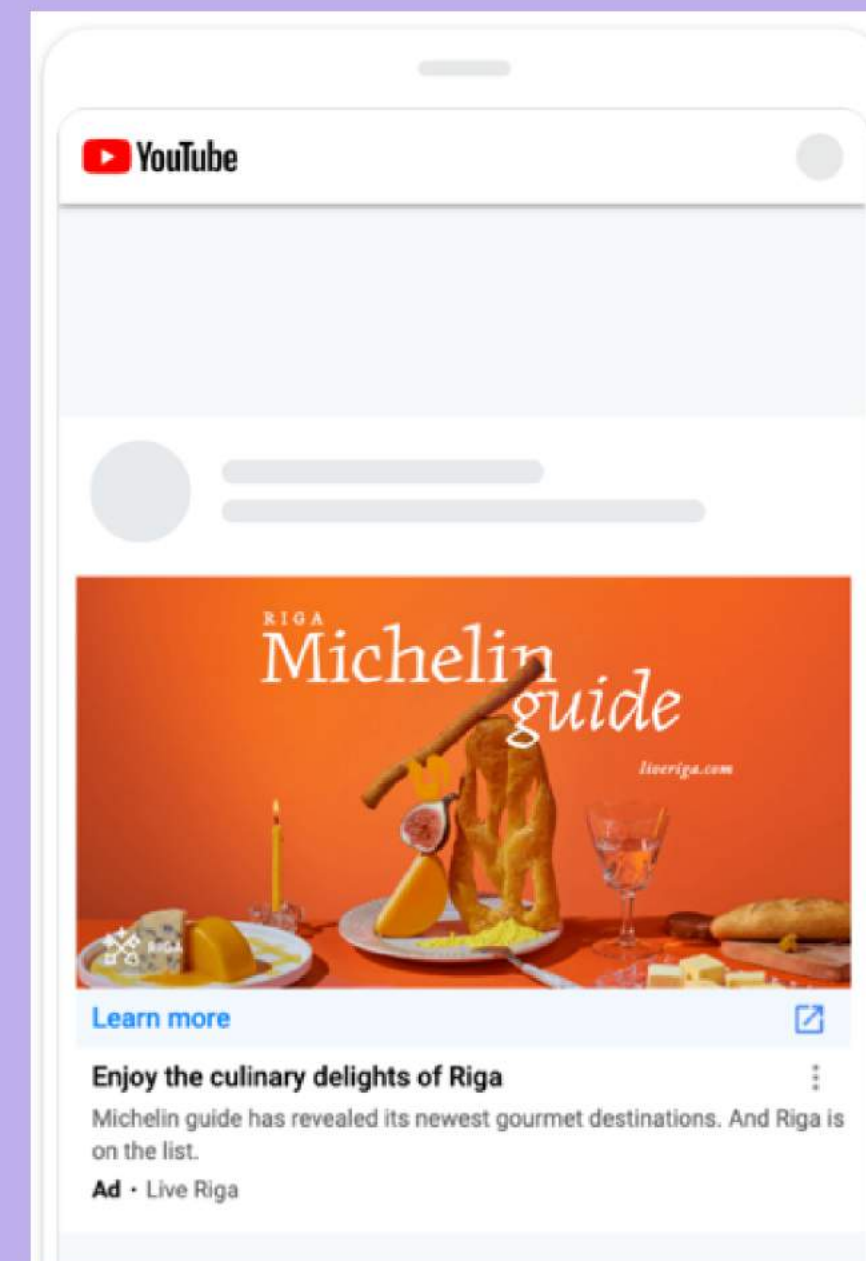 YouTube
RIGA
Michelin
guide
liveriga.com
RIGA
Learn more
Enjoy the culinary delights of Riga
Michelin guide has revealed its newest gourmet destinations. And Riga is
on the list.
Ad · Live Riga